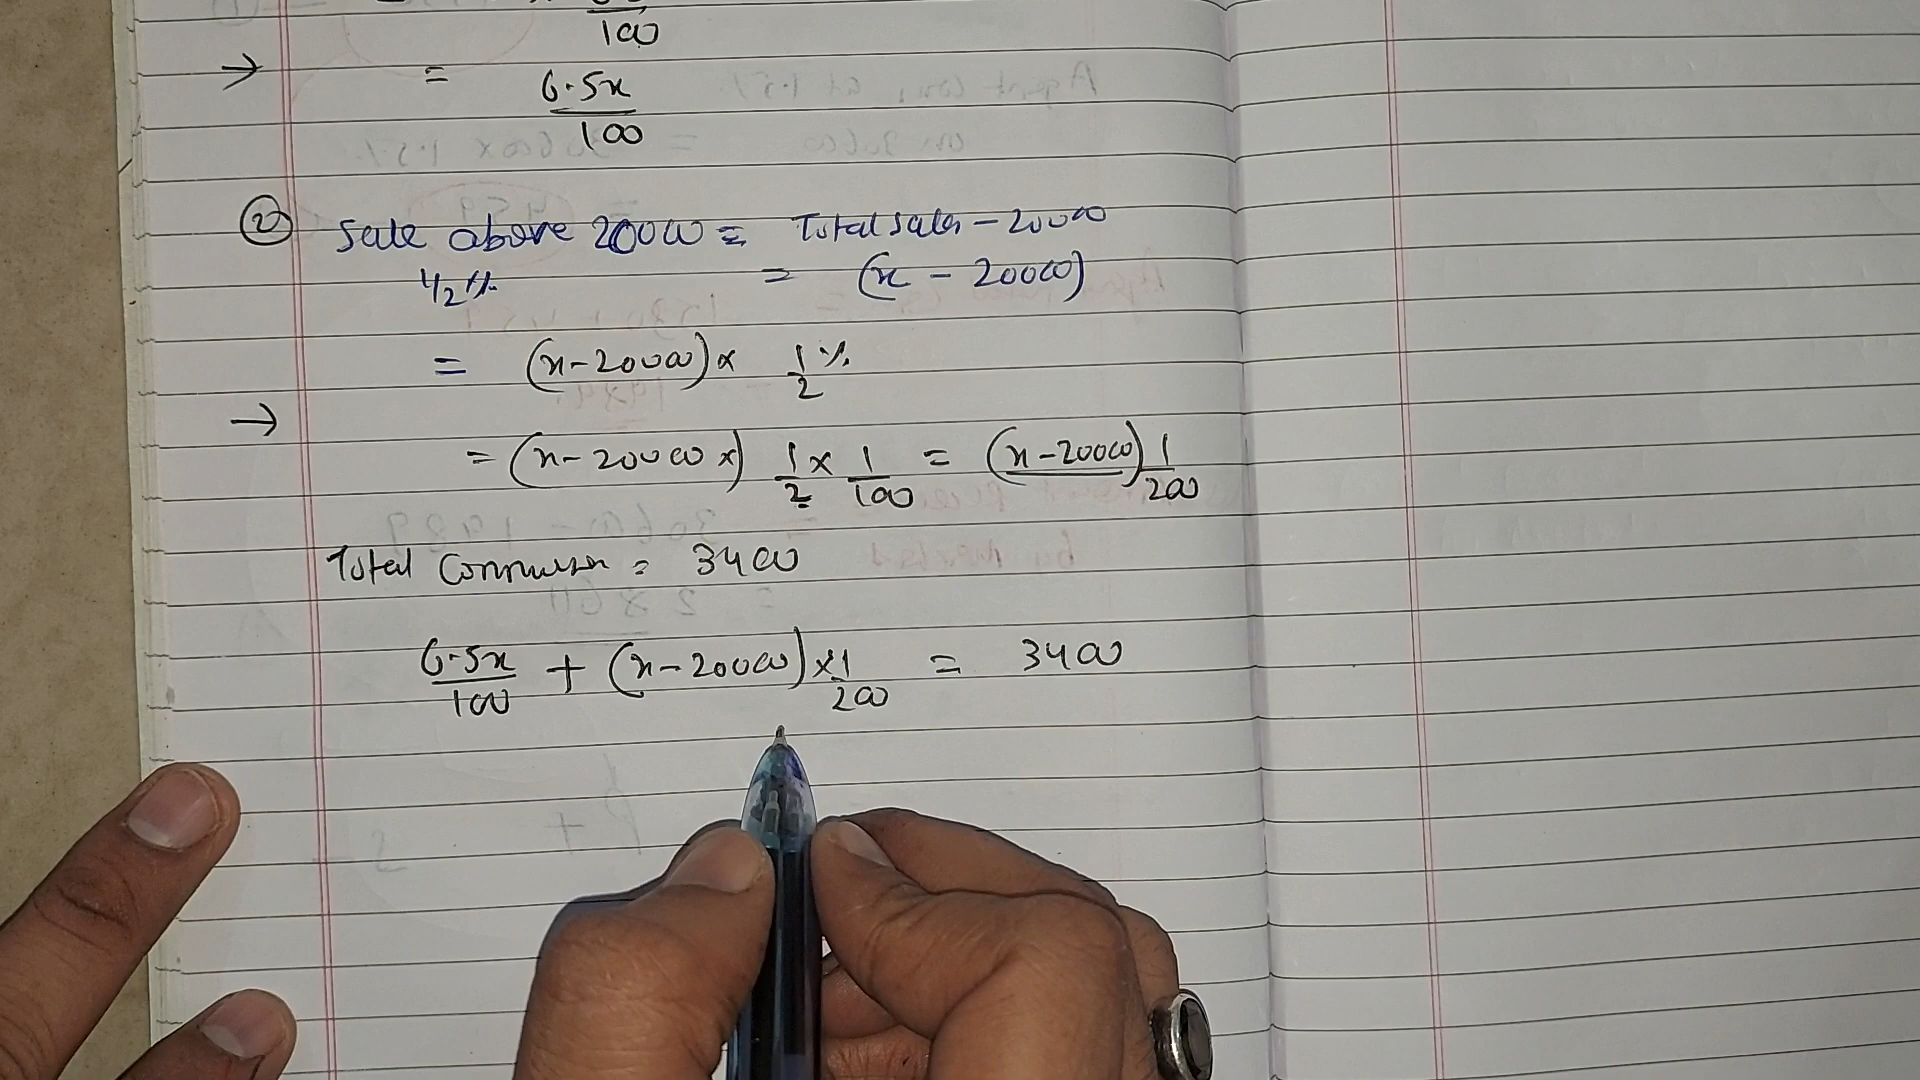 100
→ = 6.5x/100
② Sale above 20000 = Total sales - 20000
1/2 % = (x - 20000)
= (x - 20000) x 1/2 %
→
= (x - 20000 x) 1/2 x 1/100 = (x - 20000) 1/200
Total Commission = 3400
6.5x/100 + (x - 20000) x 1/200 = 3400